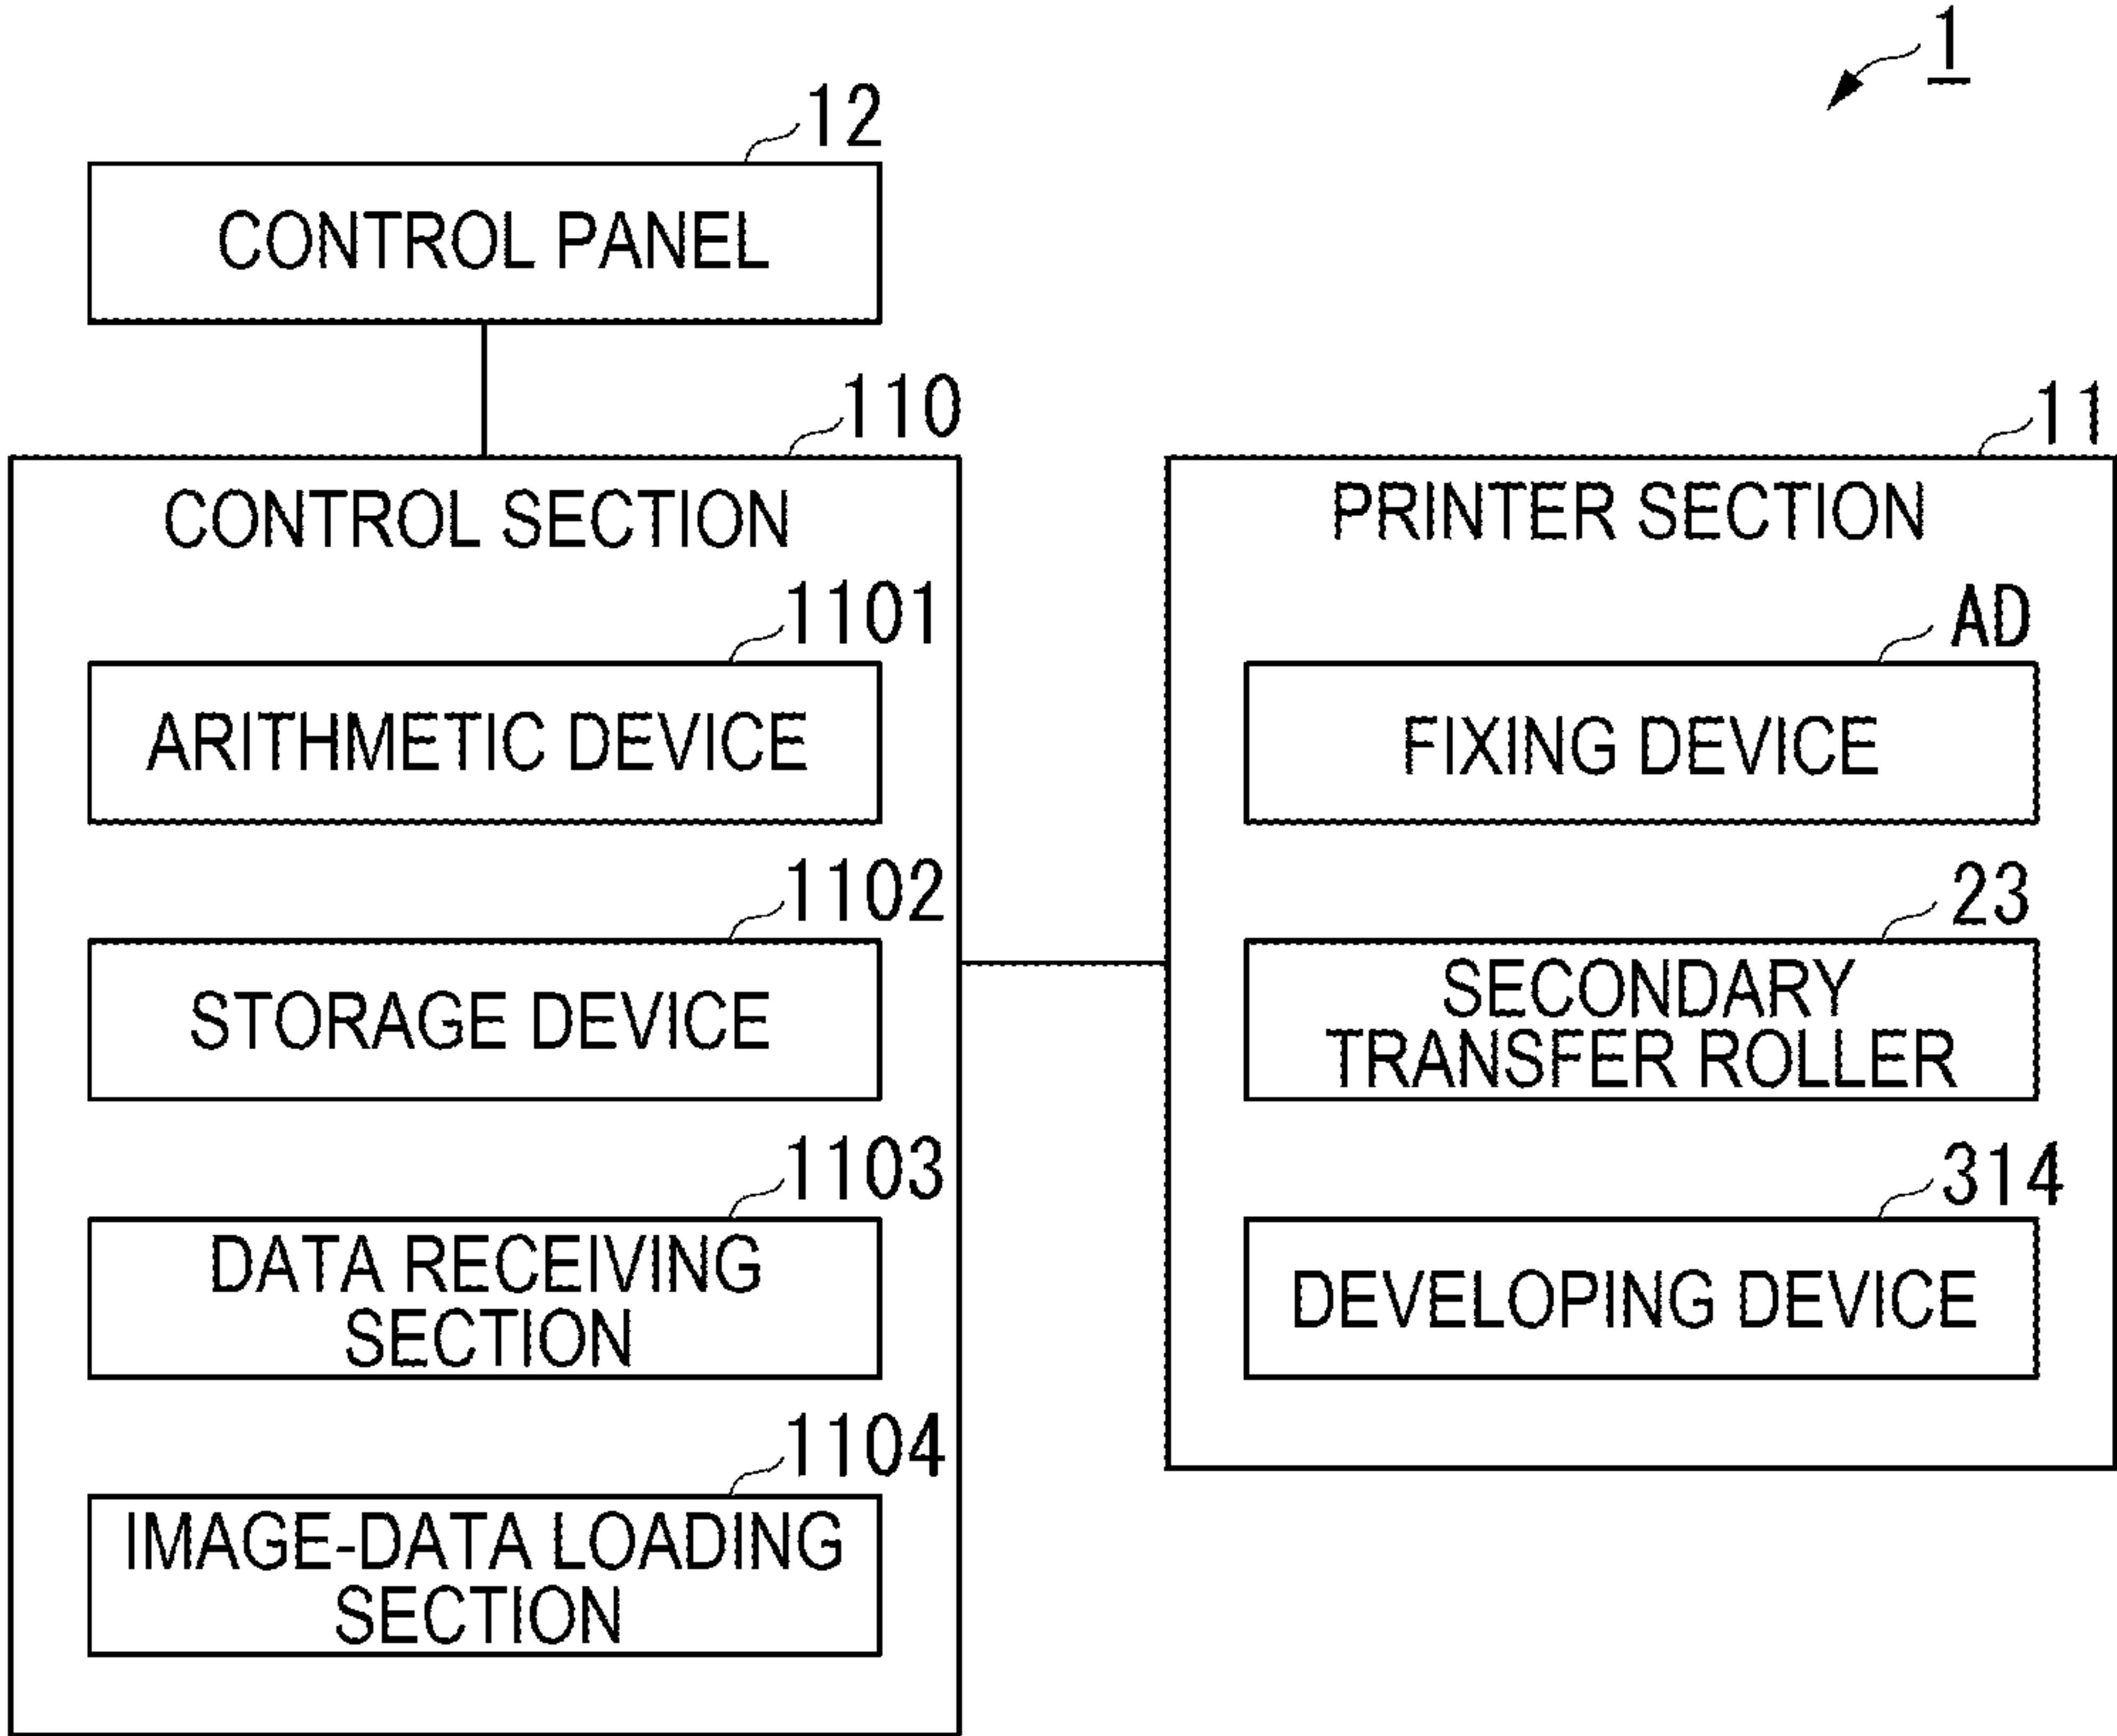 1
12
CONTROL PANEL
110
CONTROL SECTION
1101
ARITHMETIC DEVICE
1102
STORAGE DEVICE
1103
DATA RECEIVING
SECTION
1104
IMAGE-DATA LOADING
SECTION
11
PRINTER SECTION
AD
FIXING DEVICE
23
SECONDARY
TRANSFER ROLLER
314
DEVELOPING DEVICE